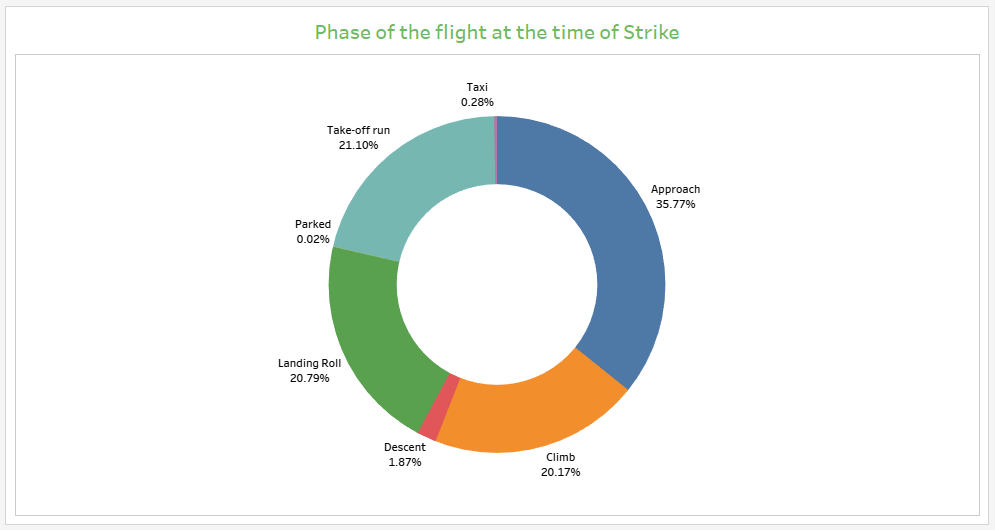 Phase of the flight at the time of Strike
Taxi
0.28%
Take-off run
21.10%
Approach
35.77%
Parked
0.02%
Landing Roll
20.79%
Descent
1.87%
Climb
20.17%